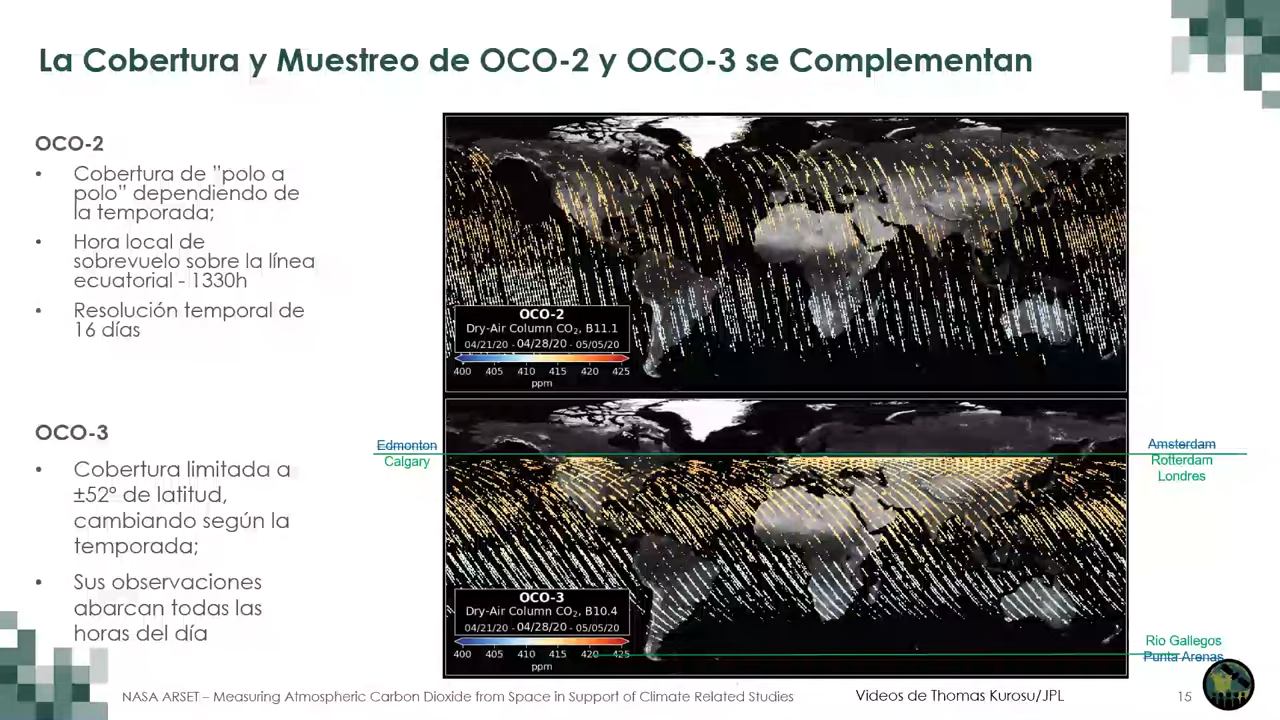 La Cobertura y Muestreo de OCO-2 y OCO-3 se Complementan
OCO-2
• Cobertura de ”polo a
polo” dependiendo de
la temporada;
• Hora local de
sobrevuelo sobre la línea
ecuatorial - 1330h
• Resolución temporal de
16 días
OCO-2
Dry-Air Column CO₂, B11.1
04/21/20 - 04/28/20 - 05/05/20
400 405 410 415 420 425
ppm
OCO-3
• Cobertura limitada a
±52° de latitud,
cambiando según la
temporada;
• Sus observaciones
abarcan todas las
horas del día
Edmonton
Calgary
Amsterdam
Rotterdam
Londres
OCO-3
Dry-Air Column CO₂, B10.4
04/21/20 - 04/28/20 - 05/05/20
400 405 410 415 420 425
ppm
Rio Gallegos
Punta Arenas
NASA ARSET – Measuring Atmospheric Carbon Dioxide from Space in Support of Climate Related Studies
Videos de Thomas Kurosu/JPL
15